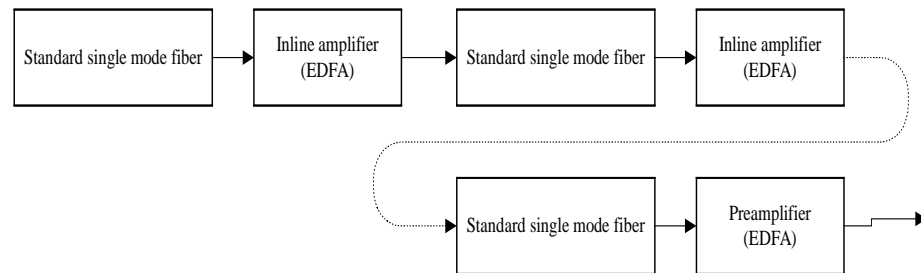 Standard single mode fiber
Inline amplifier
(EDFA)
Standard single mode fiber
Inline amplifier
(EDFA)
Standard single mode fiber
Preamplifier
(EDFA)